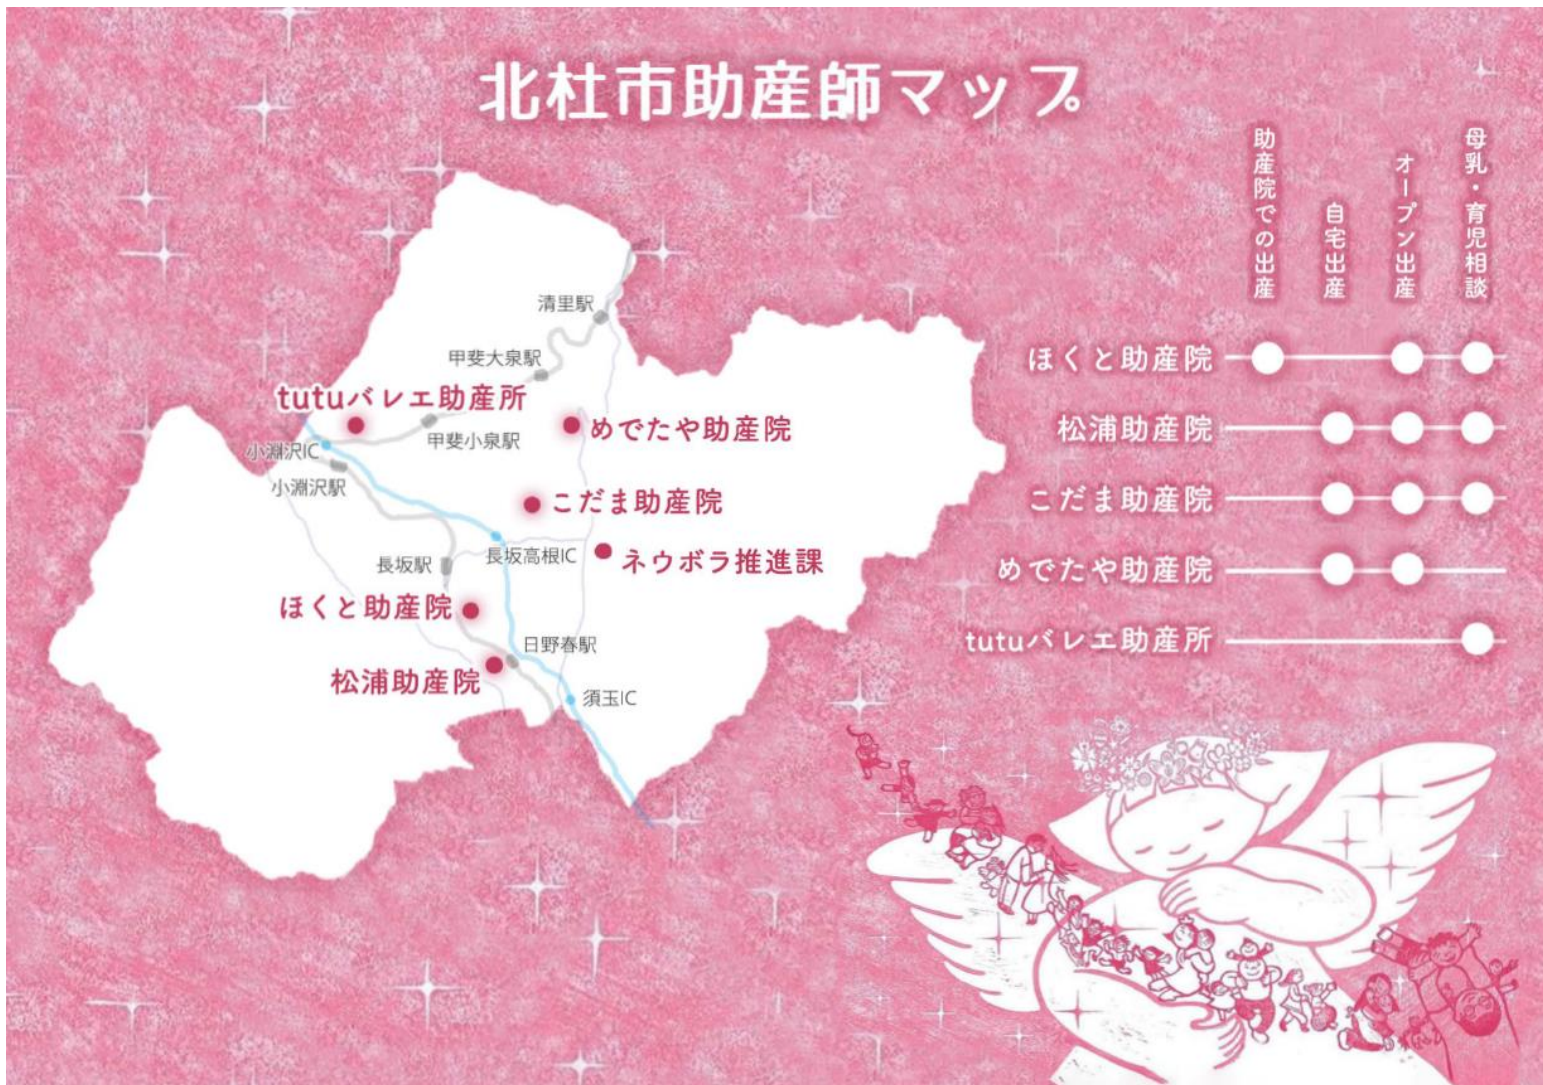 北杜市助産師マップ
清里駅
甲斐大泉駅
tutuバレエ助産所
甲斐小泉駅
めでたや助産院
小淵沢IC
小淵沢駅
こだま助産院
長坂高根IC
長坂駅
ネウボラ推進課
ほくと助産院
日野春駅
松浦助産院
須玉IC
助産院での出産
自宅出産
オープン出産
母乳・育児相談
ほくと助産院
松浦助産院
こだま助産院
めでたや助産院
tutuバレエ助産所